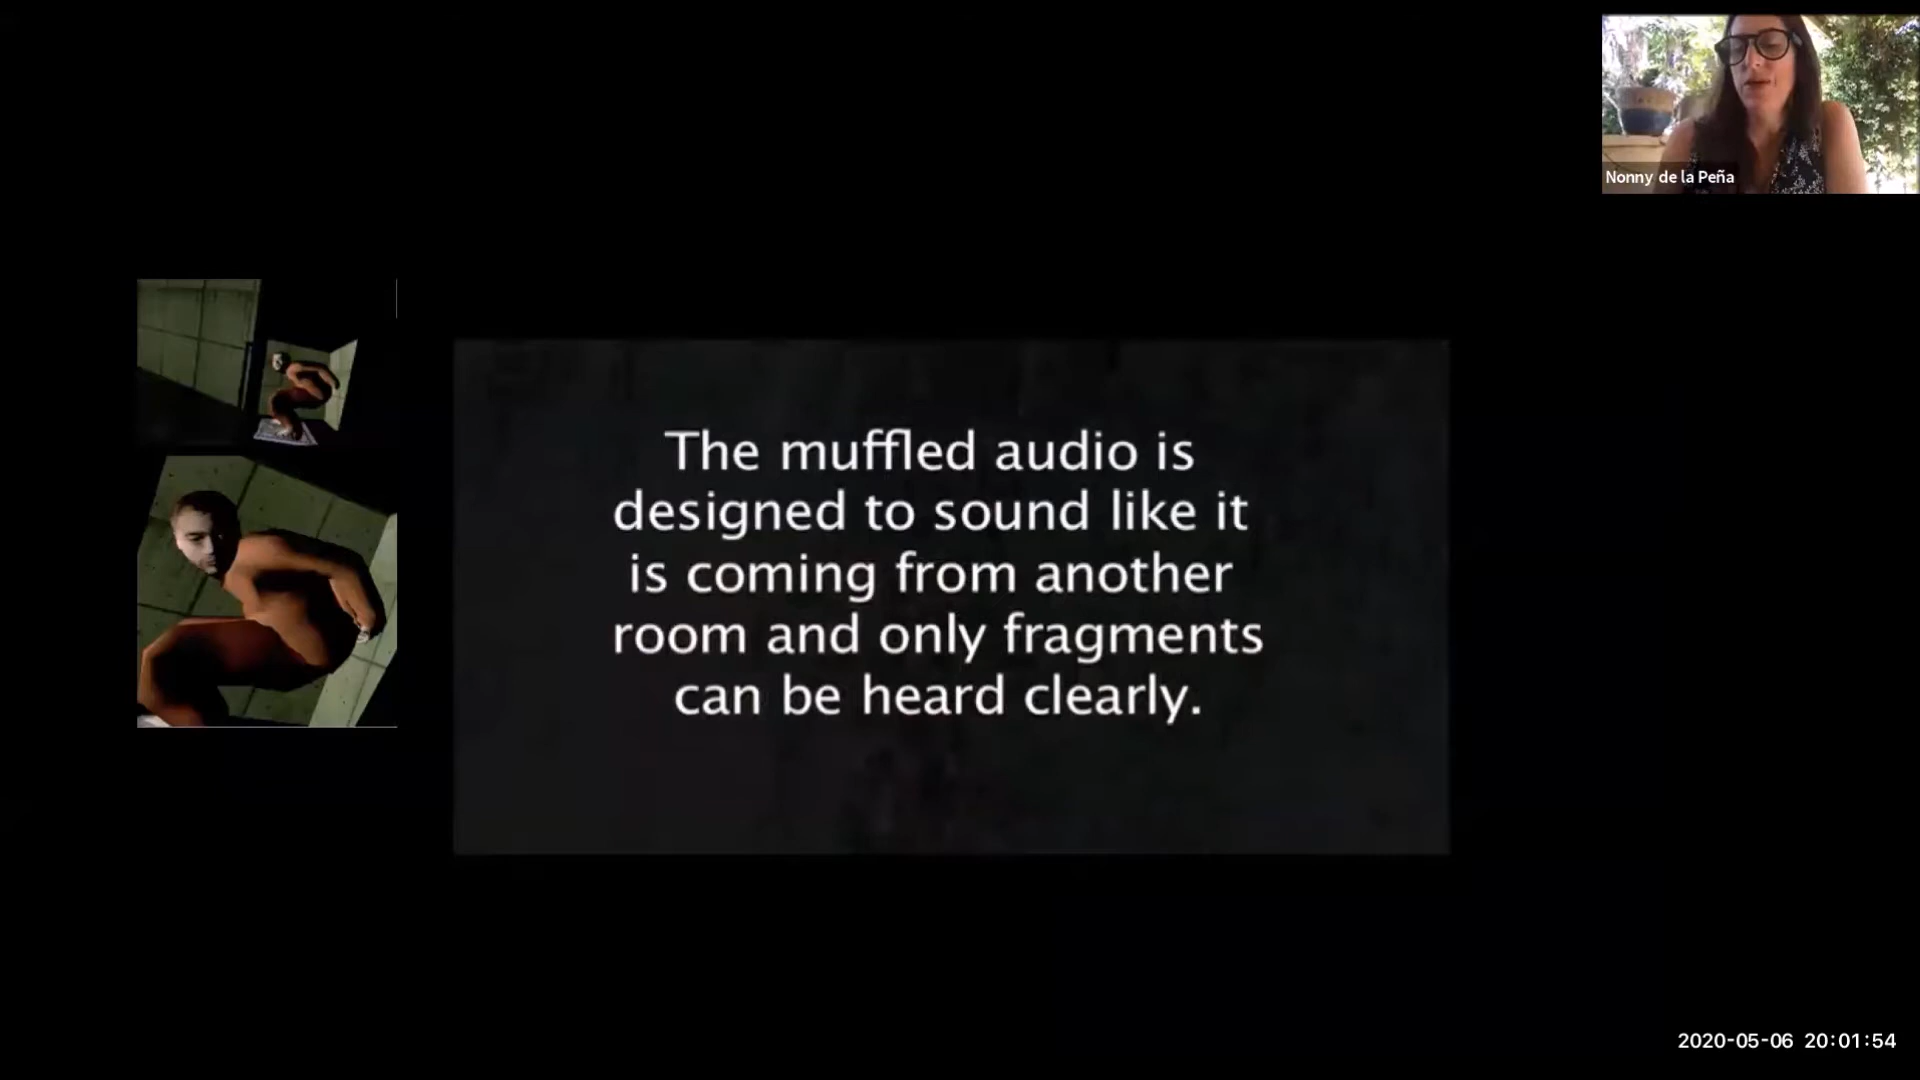 Nonny de la Peña
The muffled audio is
designed to sound like it
is coming from another
room and only fragments
can be heard clearly.
2020-05-06 20:01:54